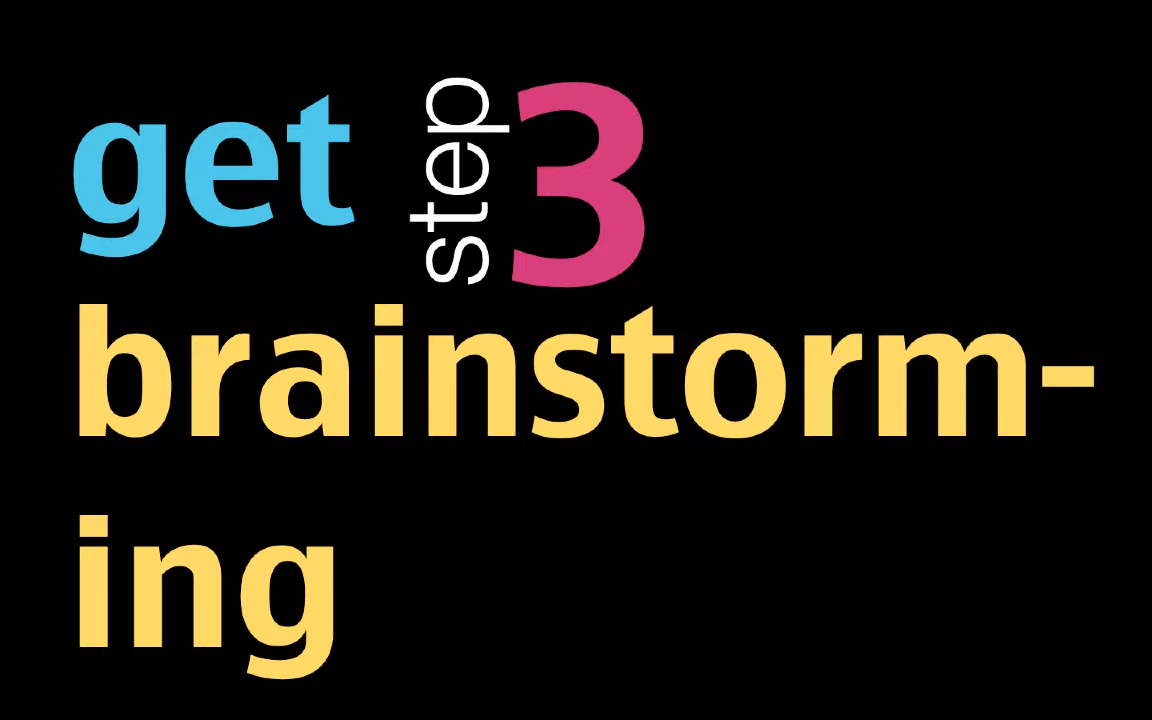 get
step
3
brainstorm-
ing